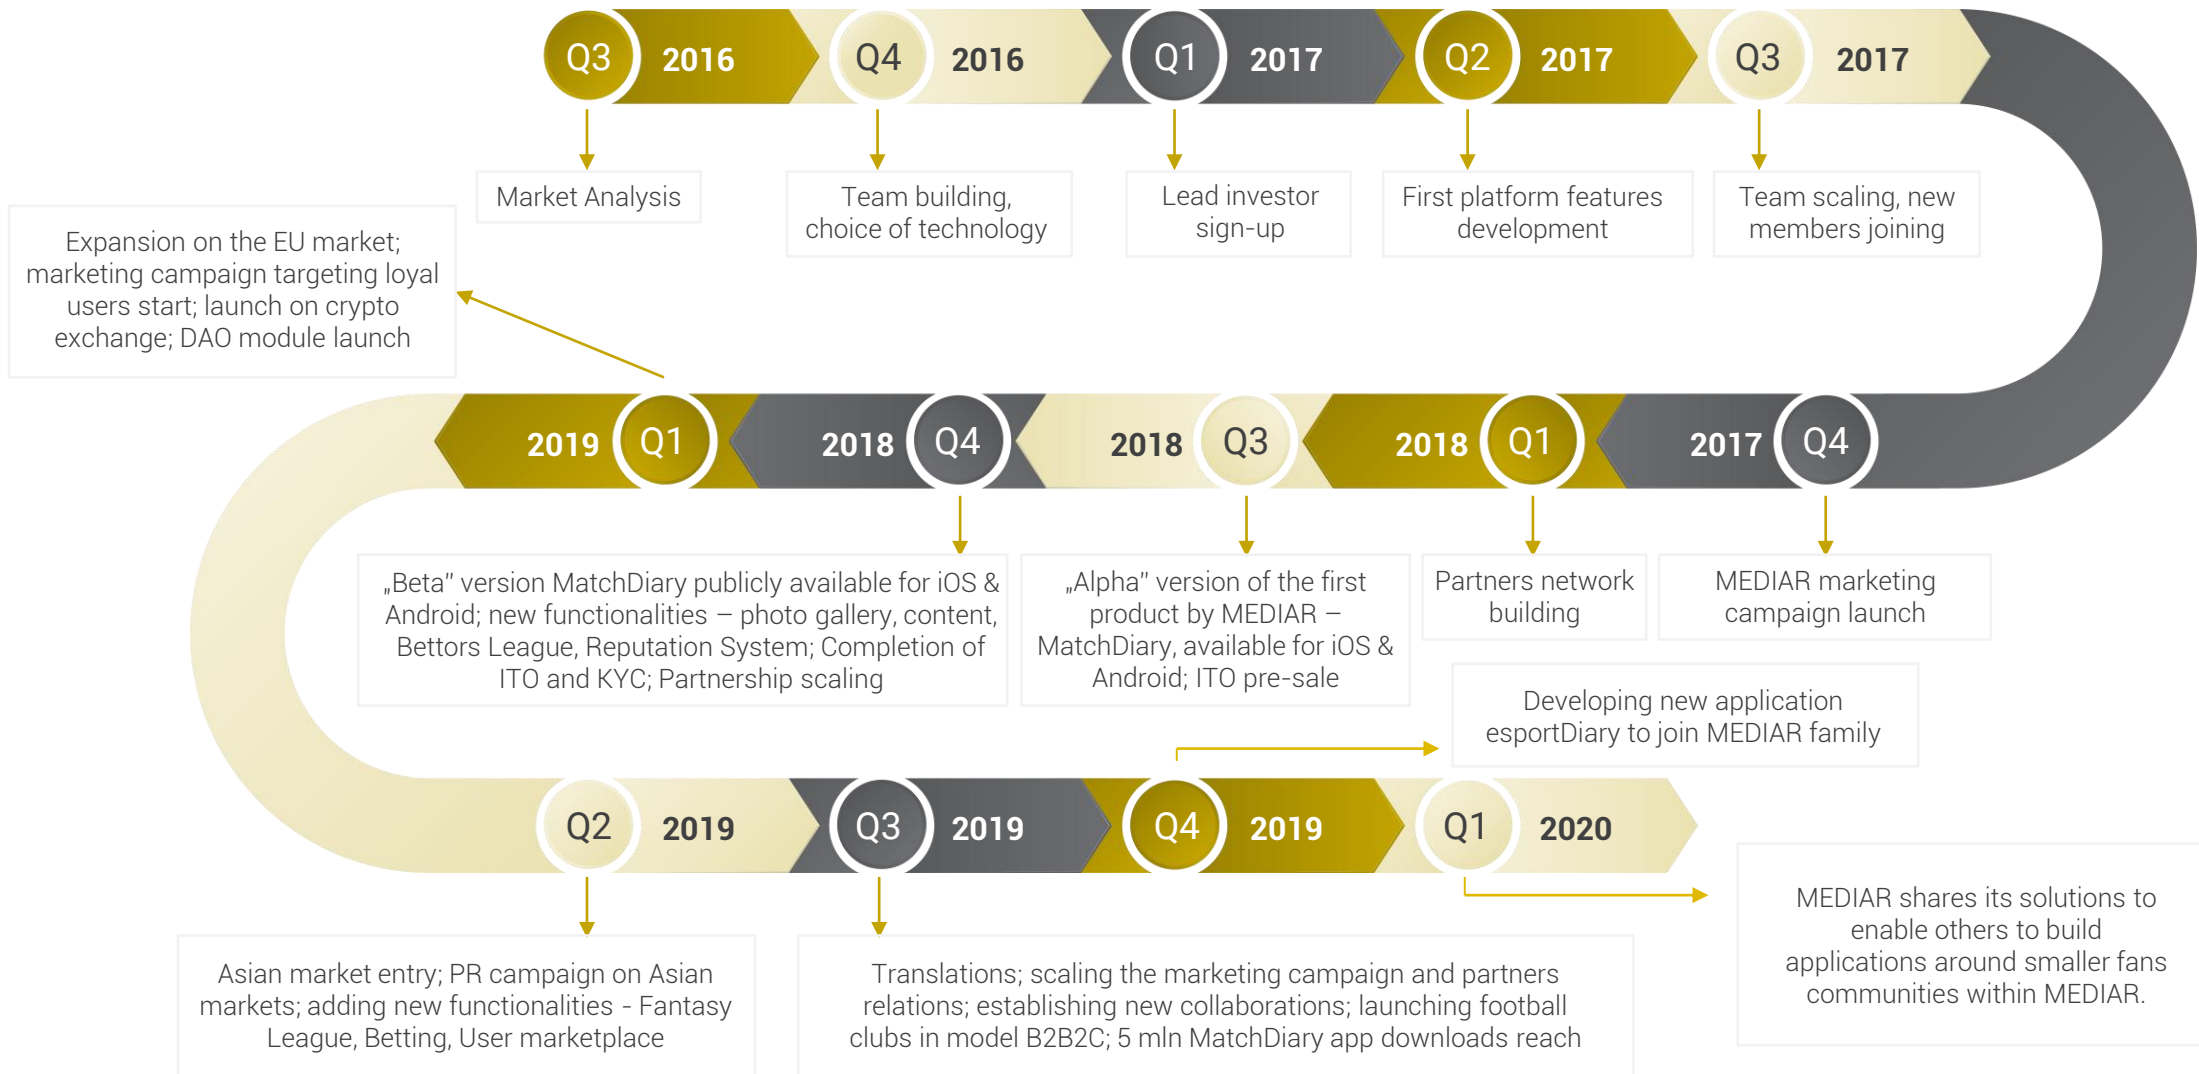 Q3 2016
Q4 2016
Q1 2017
Q2 2017
Q3 2017
Market Analysis
Team building,
choice of technology
Lead investor
sign-up
First platform features
development
Team scaling, new
members joining
Expansion on the EU market;
marketing campaign targeting loyal
users start; launch on crypto
exchange; DAO module launch
2019 Q1
2018 Q4
2018 Q3
2018 Q1
2017 Q4
„Beta” version MatchDiary publicly available for iOS &
Android; new functionalities – photo gallery, content,
Bettors League, Reputation System; Completion of
ITO and KYC; Partnership scaling
„Alpha” version of the first
product by MEDIAR –
MatchDiary, available for iOS &
Android; ITO pre-sale
Partners network
building
MEDIAR marketing
campaign launch
Developing new application
esportDiary to join MEDIAR family
Q2 2019
Q3 2019
Q4 2019
Q1 2020
Asian market entry; PR campaign on Asian
markets; adding new functionalities - Fantasy
League, Betting, User marketplace
Translations; scaling the marketing campaign and partners
relations; establishing new collaborations; launching football
clubs in model B2B2C; 5 mln MatchDiary app downloads reach
MEDIAR shares its solutions to
enable others to build
applications around smaller fans
communities within MEDIAR.